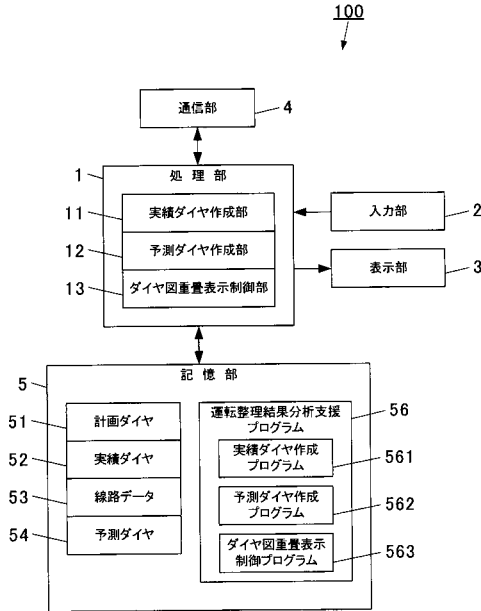 100
通信部
4
1
処 理 部
11
実績ダイヤ作成部
12
予測ダイヤ作成部
13
ダイヤ図重畳表示制御部
入力部
2
表示部
3
5
記 憶 部
51
計画ダイヤ
52
実績ダイヤ
53
線路データ
54
予測ダイヤ
運転整理結果分析支援
プログラム
56
実績ダイヤ作成
プログラム
561
予測ダイヤ作成
プログラム
562
ダイヤ図重畳表示
制御プログラム
563